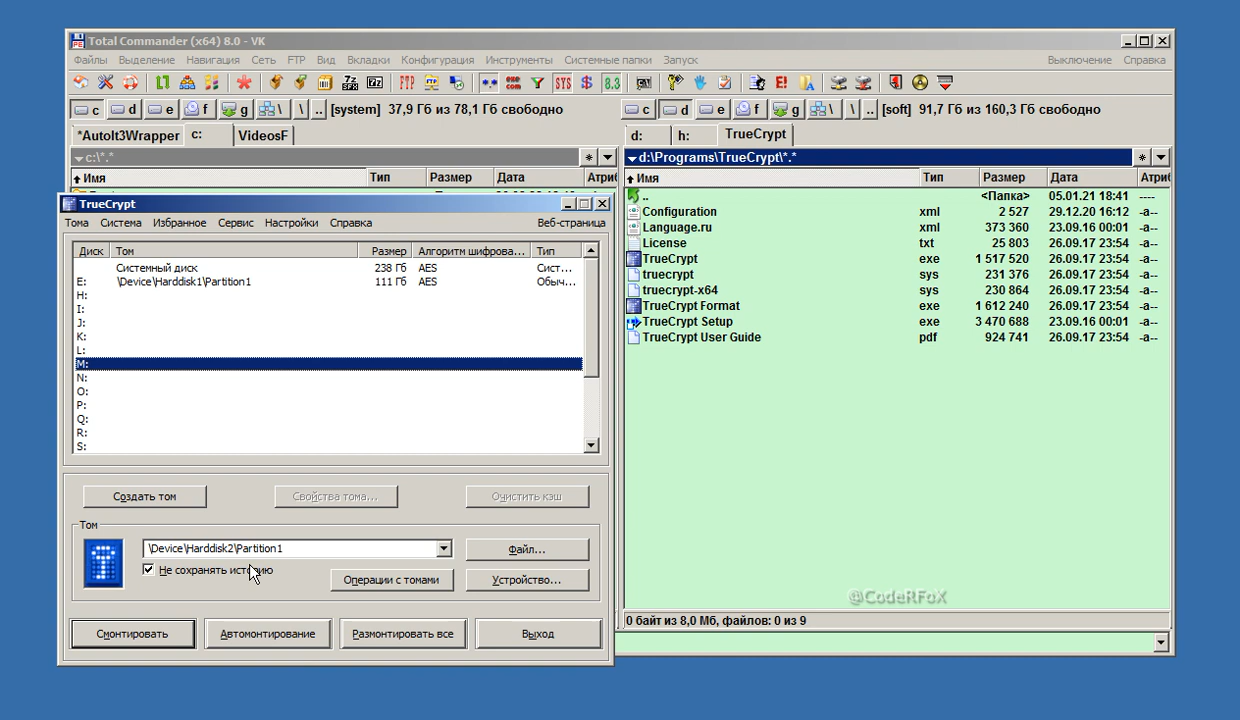 Total Commander (x64) 8.0 - VK
Файлы Выделение Навигация Сеть FTP Вид Вкладки Конфигурация Инструменты Системные папки Запуск Выключение Справка
c d e f g \ \ .. [system] 37,9 Гб из 78,1 Гб свободно
c d e f g \ \ .. [soft] 91,7 Гб из 160,3 Гб свободно
*AutoIt3Wrapper c: VideosF
d: h: TrueCrypt
c:\*.*
d:\Programs\TrueCrypt\*.*
Имя Тип Размер Дата
Имя Тип Размер Дата
.. <Папка> 05.01.21 18:41 ----
Configuration xml 2 527 29.12.20 16:12 -a--
Language.ru xml 373 360 23.09.16 00:01 -a--
License txt 25 803 26.09.17 23:54 -a--
TrueCrypt exe 1 517 520 26.09.17 23:54 -a--
truecrypt sys 231 376 26.09.17 23:54 -a--
truecrypt-x64 sys 230 864 26.09.17 23:54 -a--
TrueCrypt Format exe 1 612 240 26.09.17 23:54 -a--
TrueCrypt Setup exe 3 470 688 23.09.16 00:01 -a--
TrueCrypt User Guide pdf 924 741 26.09.17 23:54 -a--
@CodeRFoX
0 байт из 8,0 Мб, файлов: 0 из 9
TrueCrypt
Тома Система Избранное Сервис Настройки Справка Веб-страница
Диск Том Размер Алгоритм шифрова... Тип
Системный диск 238 Гб AES Сист...
E: \Device\Harddisk1\Partition1 111 Гб AES Обыч...
H:
I:
J:
K:
L:
M:
N:
O:
P:
Q:
R:
S:
Создать том Свойства тома... Очистить кэш
Том
\Device\Harddisk2\Partition1 Файл...
Не сохранять историю Операции с томами Устройство...
Смонтировать Автомонтирование Размонтировать все Выход